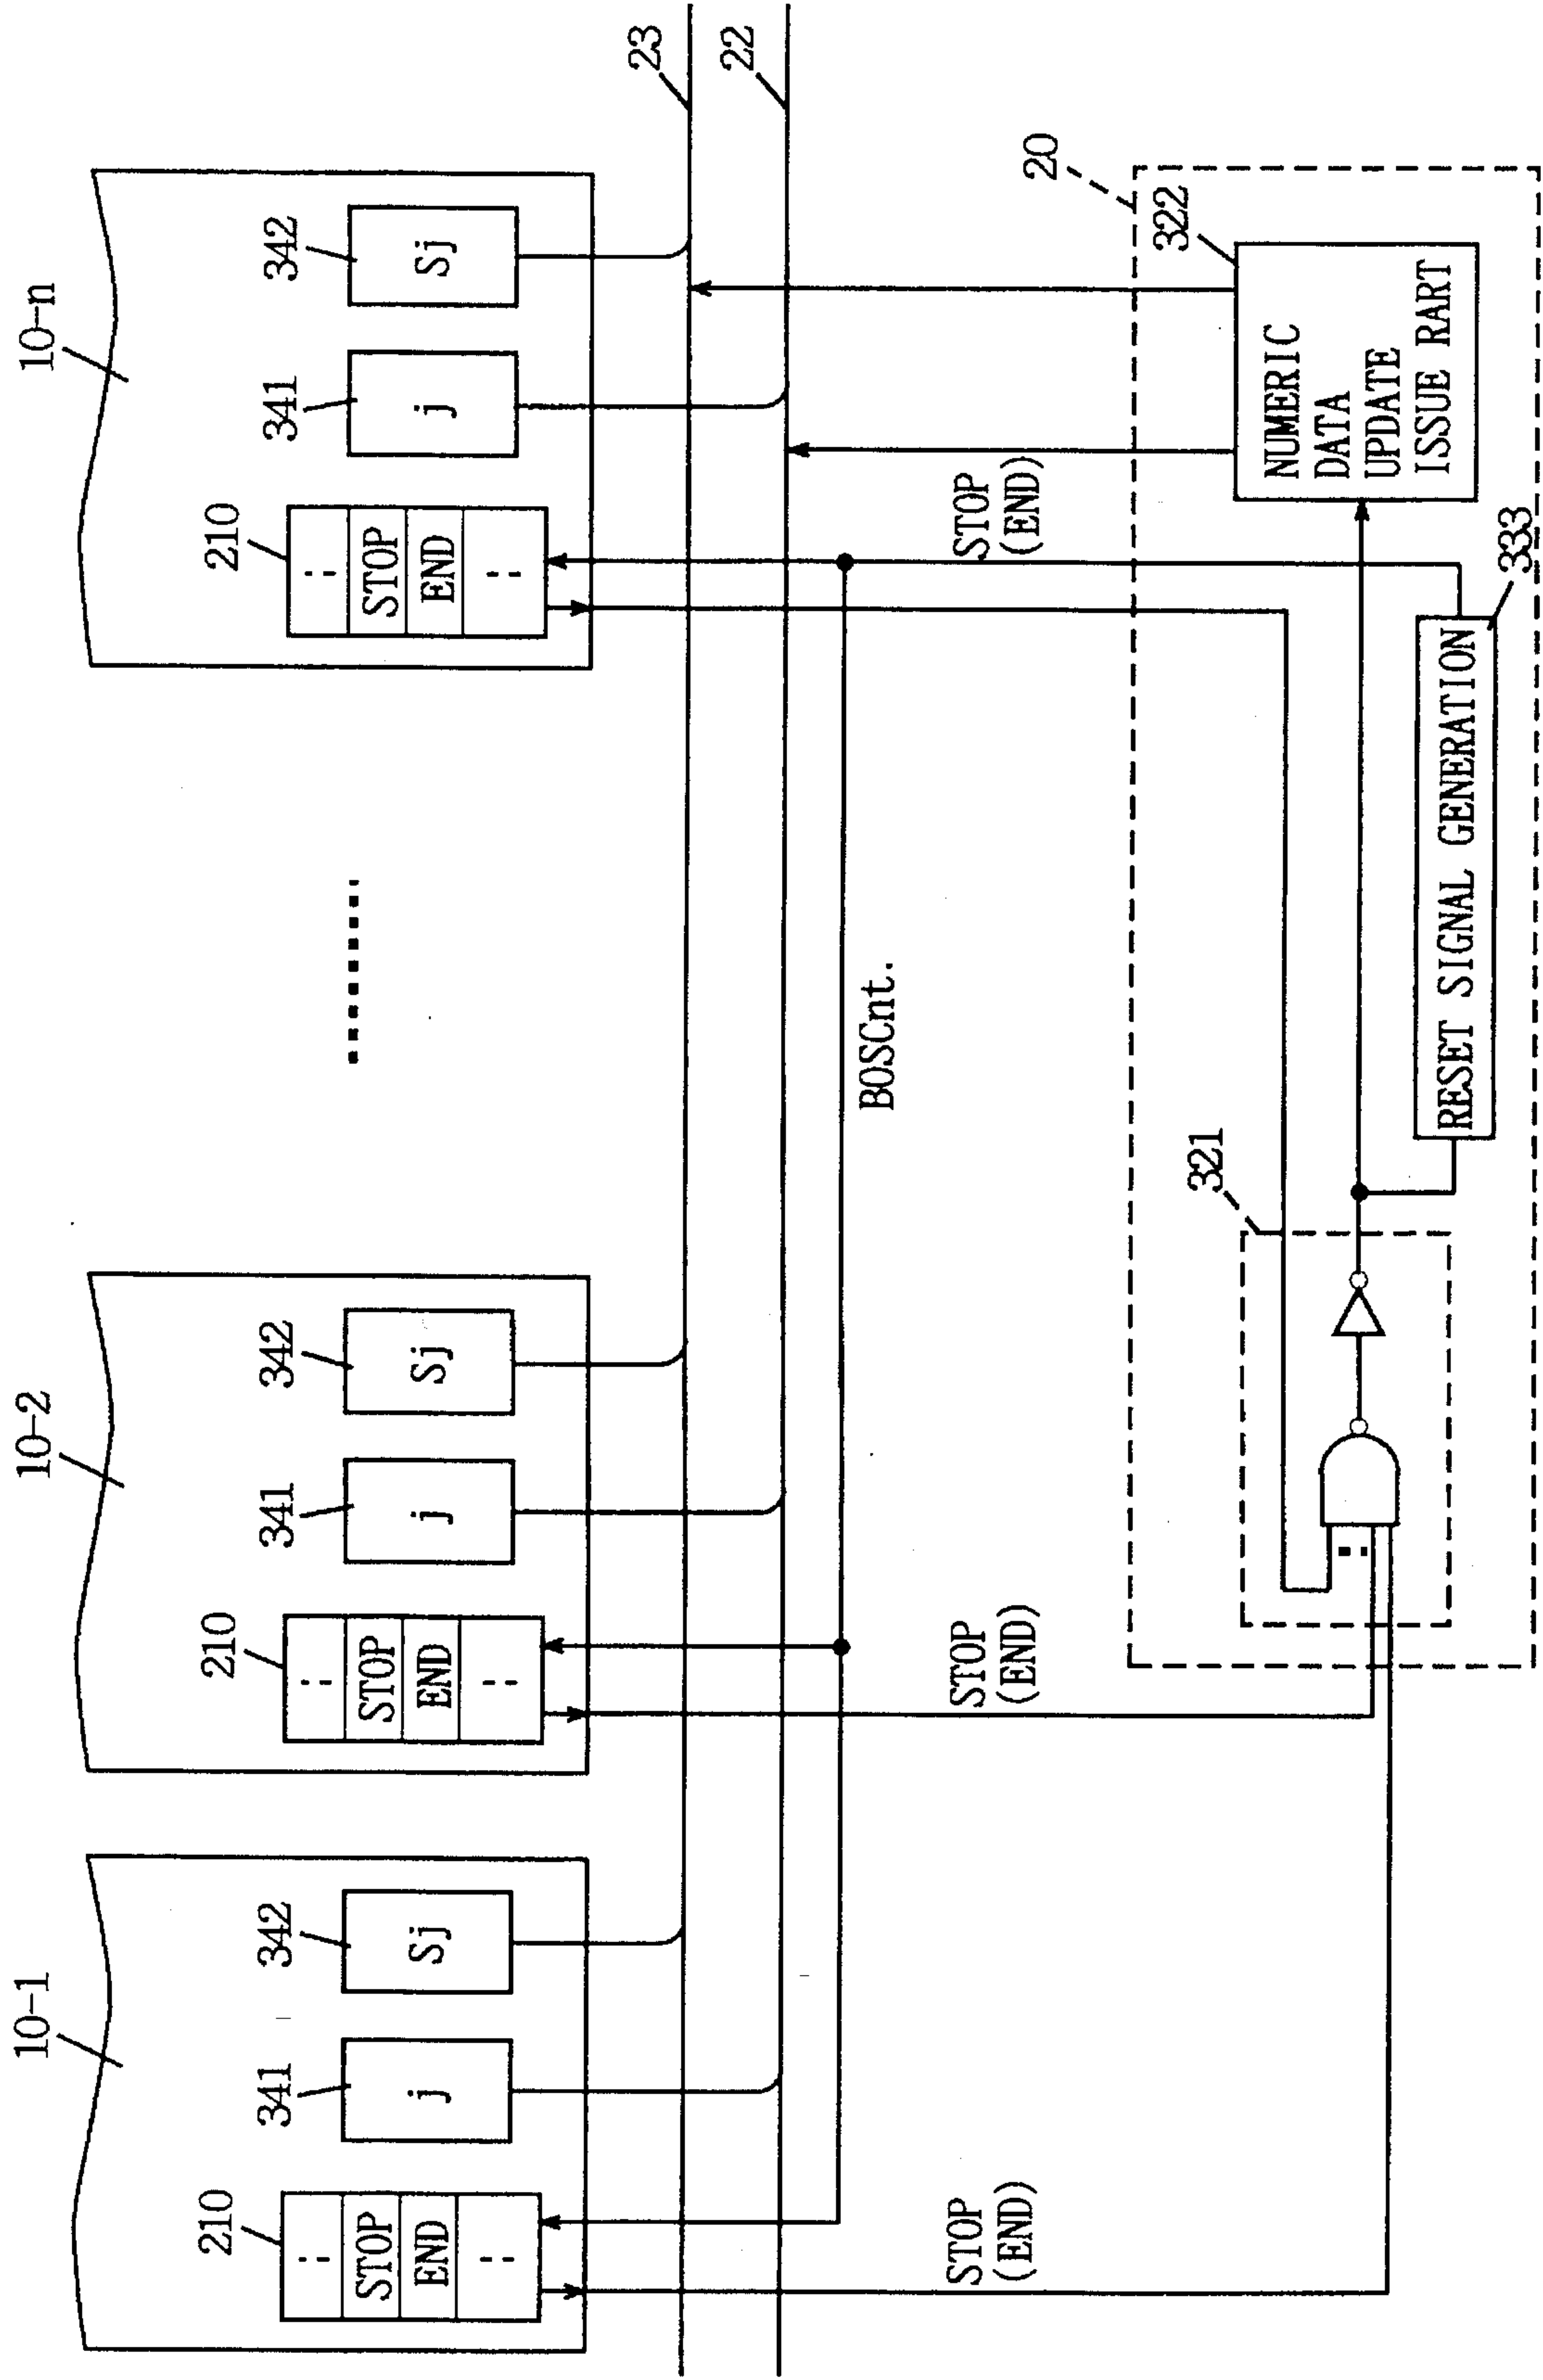 10-1
10-2
10-n
210
341
342
210
341
342
210
341
342
:
STOP
END
:
j
Sj
:
STOP
END
:
j
Sj
:
STOP
END
:
j
Sj
23
22
BOSCnt.
STOP
(END)
STOP
(END)
STOP
(END)
20
321
322
NUMERIC
DATA
UPDATE
ISSUE RART
RESET SIGNAL GENERATION
333